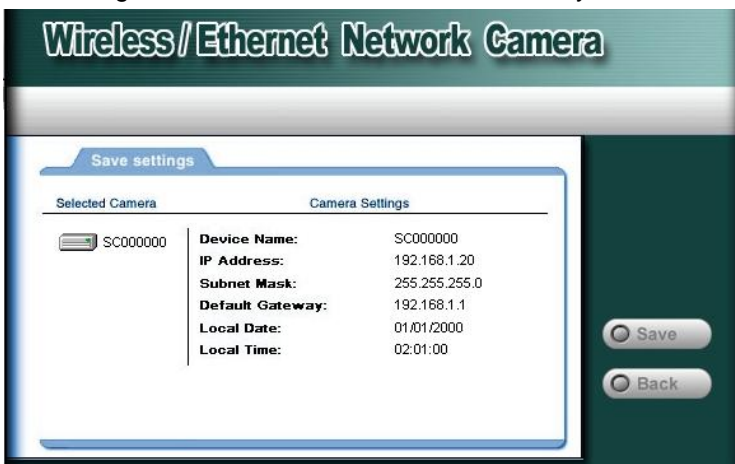 Wireless / Ethernet Network Camera
Save settings
Selected Camera Camera Settings
SC000000 Device Name: SC000000
IP Address: 192.168.1.20
Subnet Mask: 255.255.255.0
Default Gateway: 192.168.1.1
Local Date: 01/01/2000
Local Time: 02:01:00
Save
Back